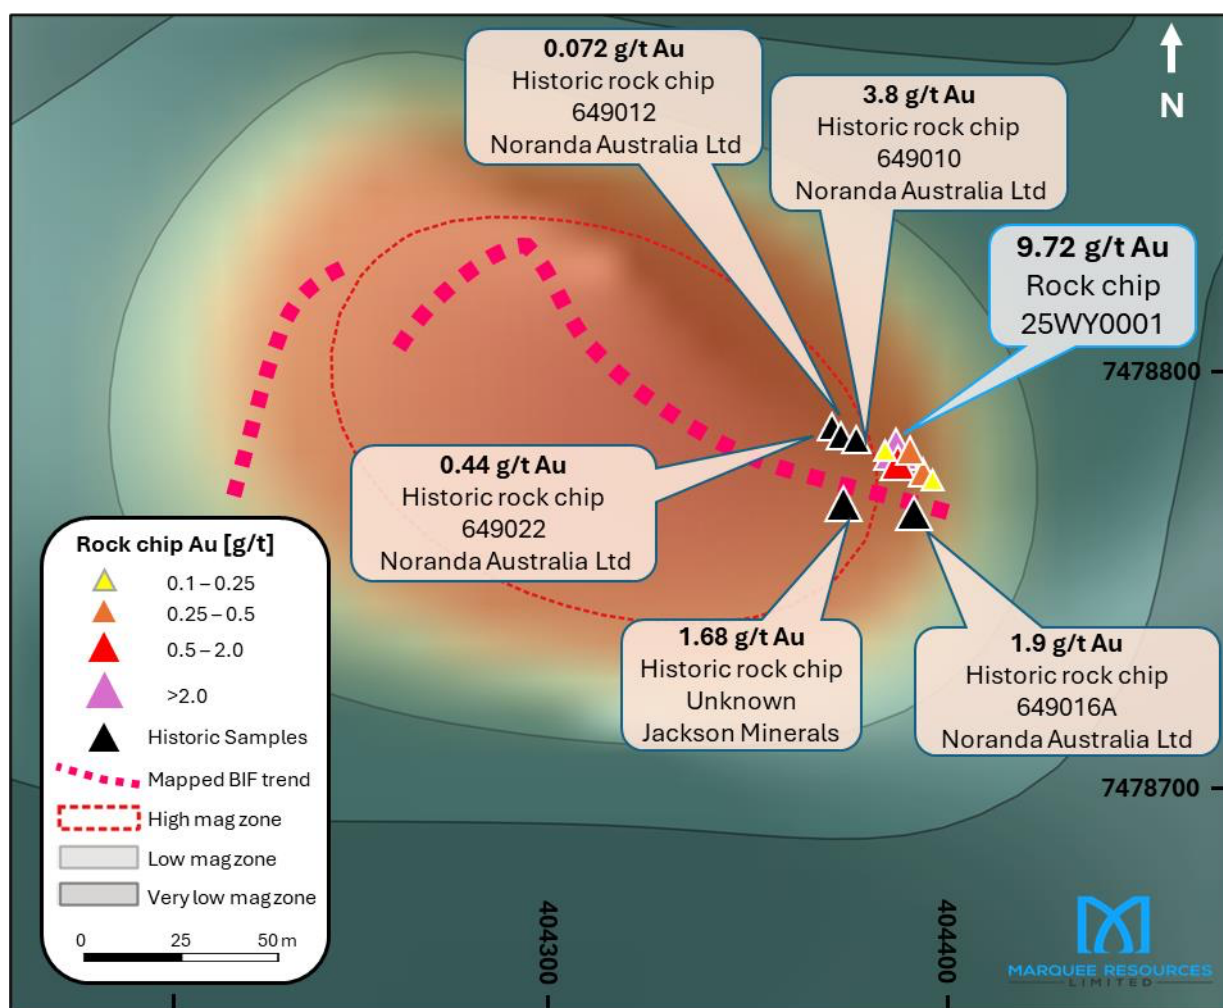 0.072 g/t Au
Historic rock chip
649012
Noranda Australia Ltd
3.8 g/t Au
Historic rock chip
649010
Noranda Australia Ltd
N
9.72 g/t Au
Rock chip
25WY0001
7478800
0.44 g/t Au
Historic rock chip
649022
Noranda Australia Ltd
1.68 g/t Au
Historic rock chip
Unknown
Jackson Minerals
1.9 g/t Au
Historic rock chip
649016A
Noranda Australia Ltd
7478700
Rock chip Au [g/t]
0.1 – 0.25
0.25 – 0.5
0.5 – 2.0
>2.0
Historic Samples
Mapped BIF trend
High mag zone
Low mag zone
Very low mag zone
0 25 50 m
404300
404400
MARQUEE RESOURCES
LIMITED